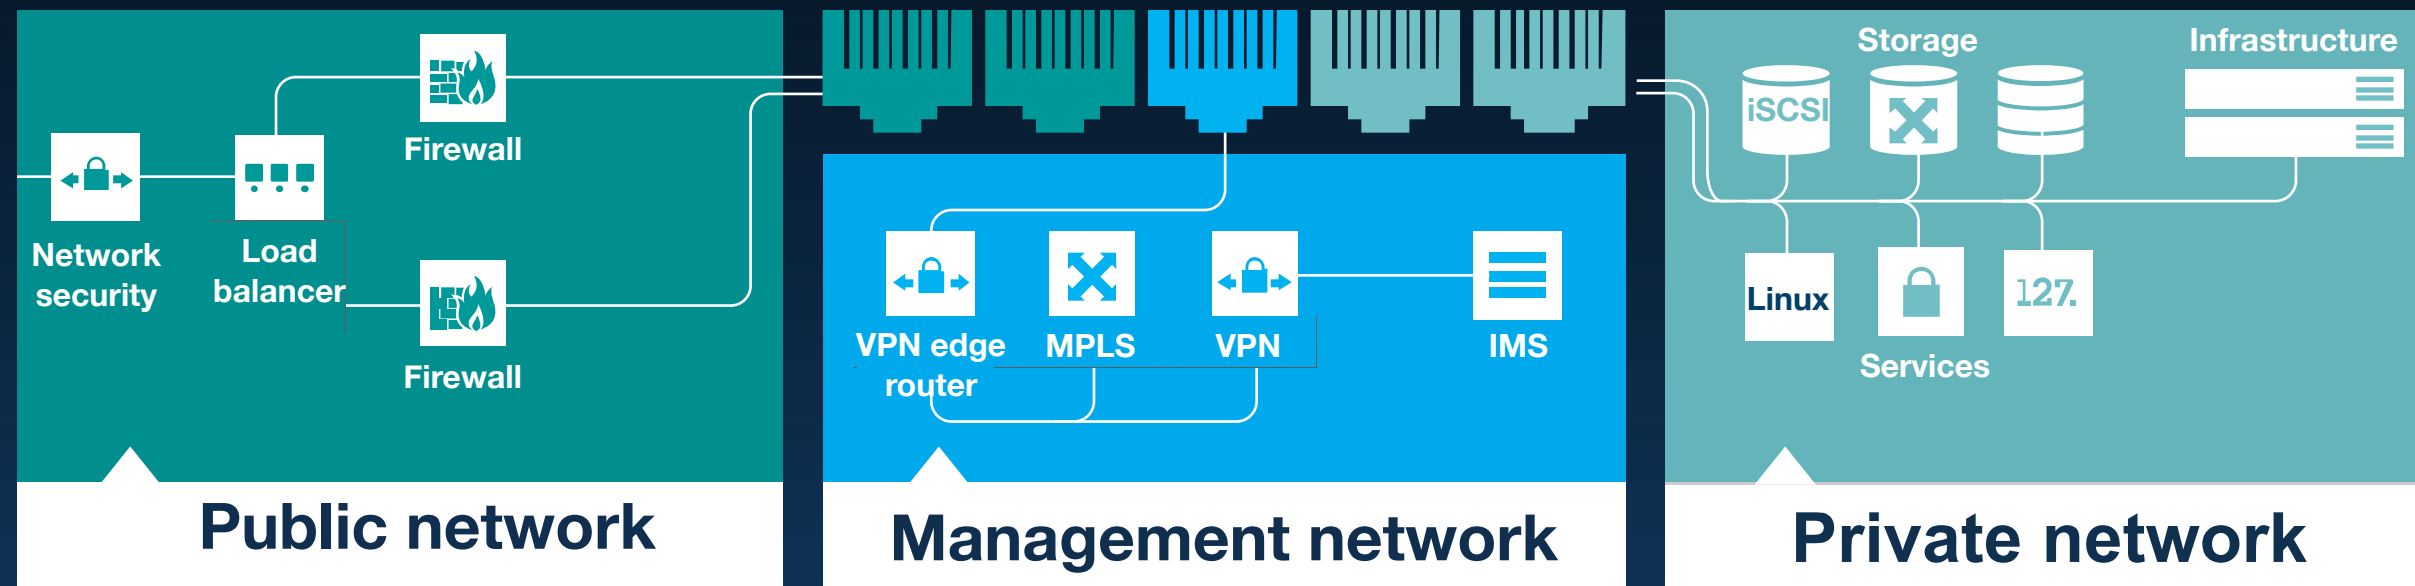 Firewall
Network
security
Load
balancer
Firewall
Public network
VPN edge
router
MPLS
VPN
IMS
Management network
Storage
Infrastructure
iSCSI
Linux
127.
Services
Private network